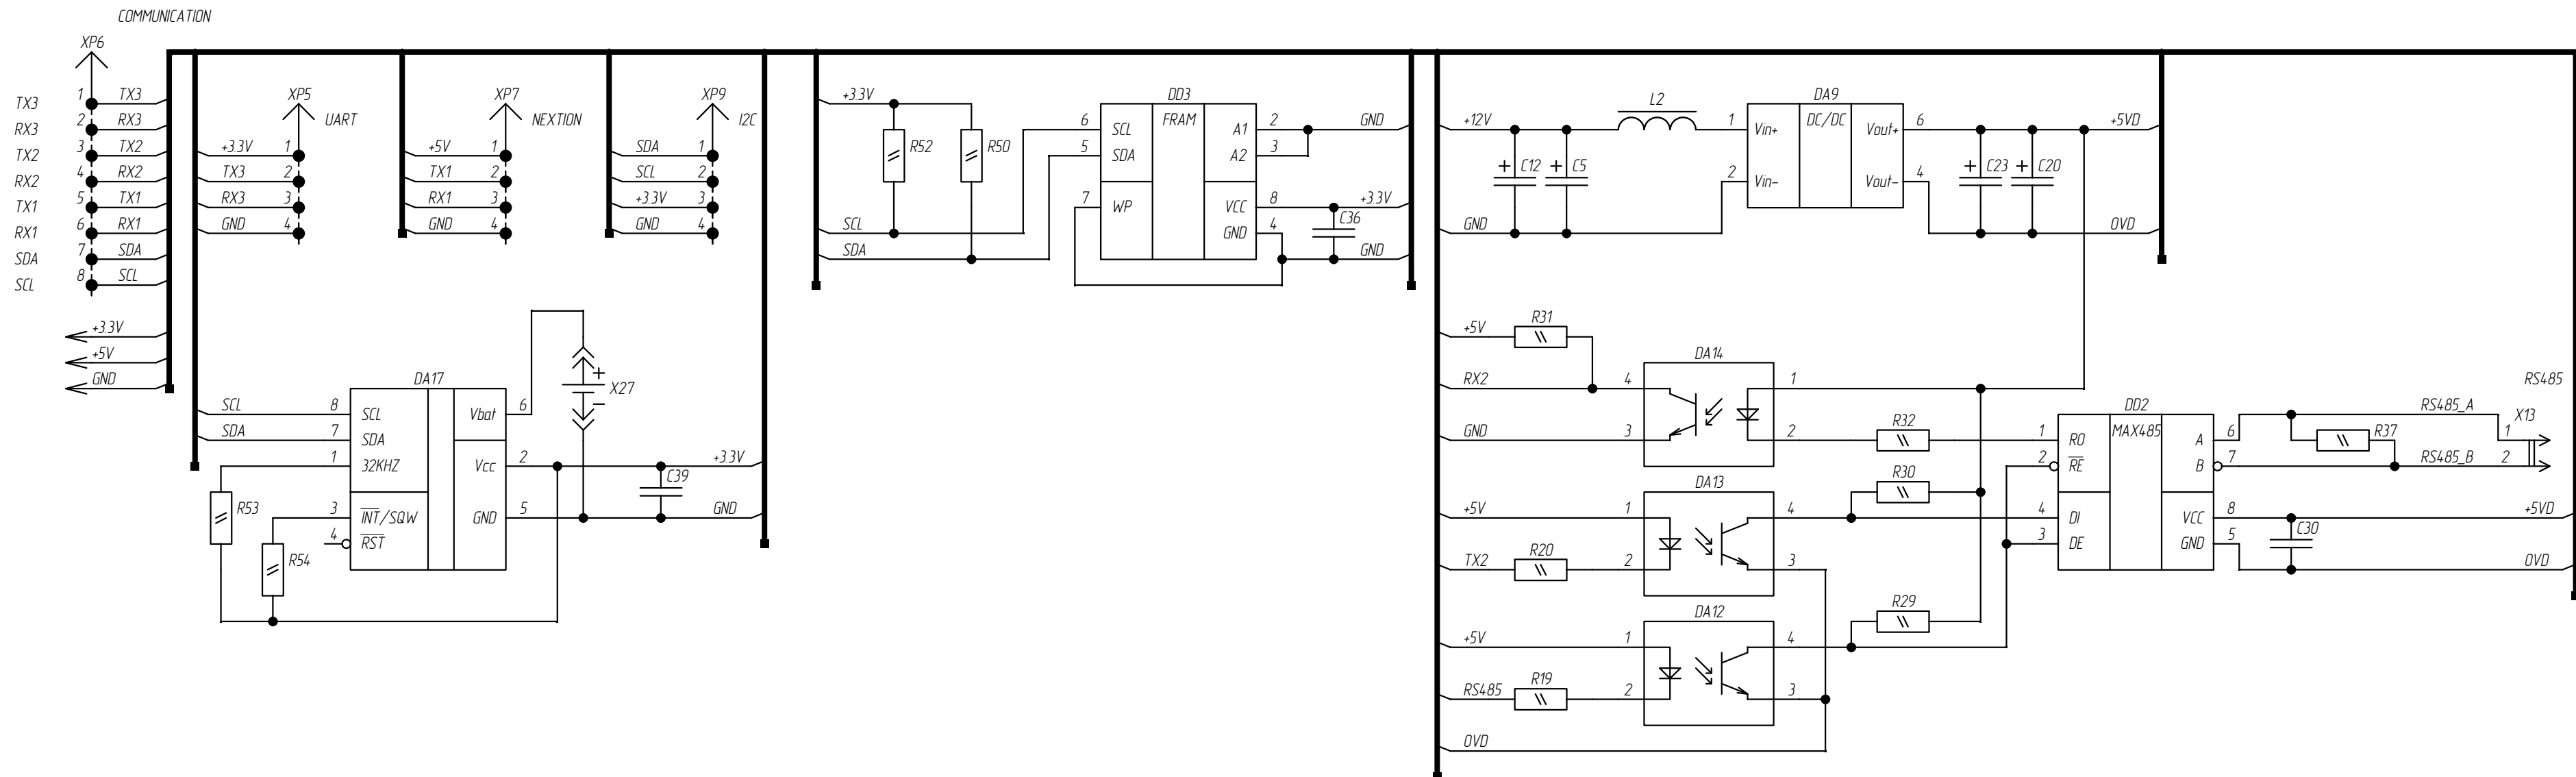 COMMUNICATION
XP6
TX3 1 TX3
RX3 2 RX3
TX2 3 TX2
RX2 4 RX2
TX1 5 TX1
RX1 6 RX1
SDA 7 SDA
SCL 8 SCL
+3.3V
+5V
GND
XP5
UART
+3.3V 1
TX3 2
RX3 3
GND 4
XP7
NEXTION
+5V 1
TX1 2
RX1 3
GND 4
XP9
I2C
SDA 1
SCL 2
+3.3V 3
GND 4
DA17
SCL 8 SCL Vbat 6
SDA 7 SDA
1 32KHZ Vcc 2 +3.3V
3 INT/SQW GND 5 GND
4 RST
R53
R54
+
X27
−
C39
+3.3V
R52
R50
SCL
SDA
DD3
FRAM
6 SCL A1 2 GND
5 SDA A2 3
7 WP VCC 8 +3.3V
GND 4 GND
C36
+12V
GND
+ C12
+ C5
L2
DA9
DC/DC
1 Vin+ Vout+ 6 +5VD
2 Vin− Vout− 4 0VD
+ C23
+ C20
+5V R31
RX2 4 DA14 1
GND 3 2 R32
R30
+5V 1 DA13 4
TX2 R20 2 3
R29
+5V 1 DA12 4
RS485 R19 2 3
0VD
DD2
MAX485
1 RO A 6
2 RE B 7
4 DI VCC 8 +5VD
3 DE GND 5 0VD
R37
C30
RS485
RS485_A 1 X13
RS485_B 2